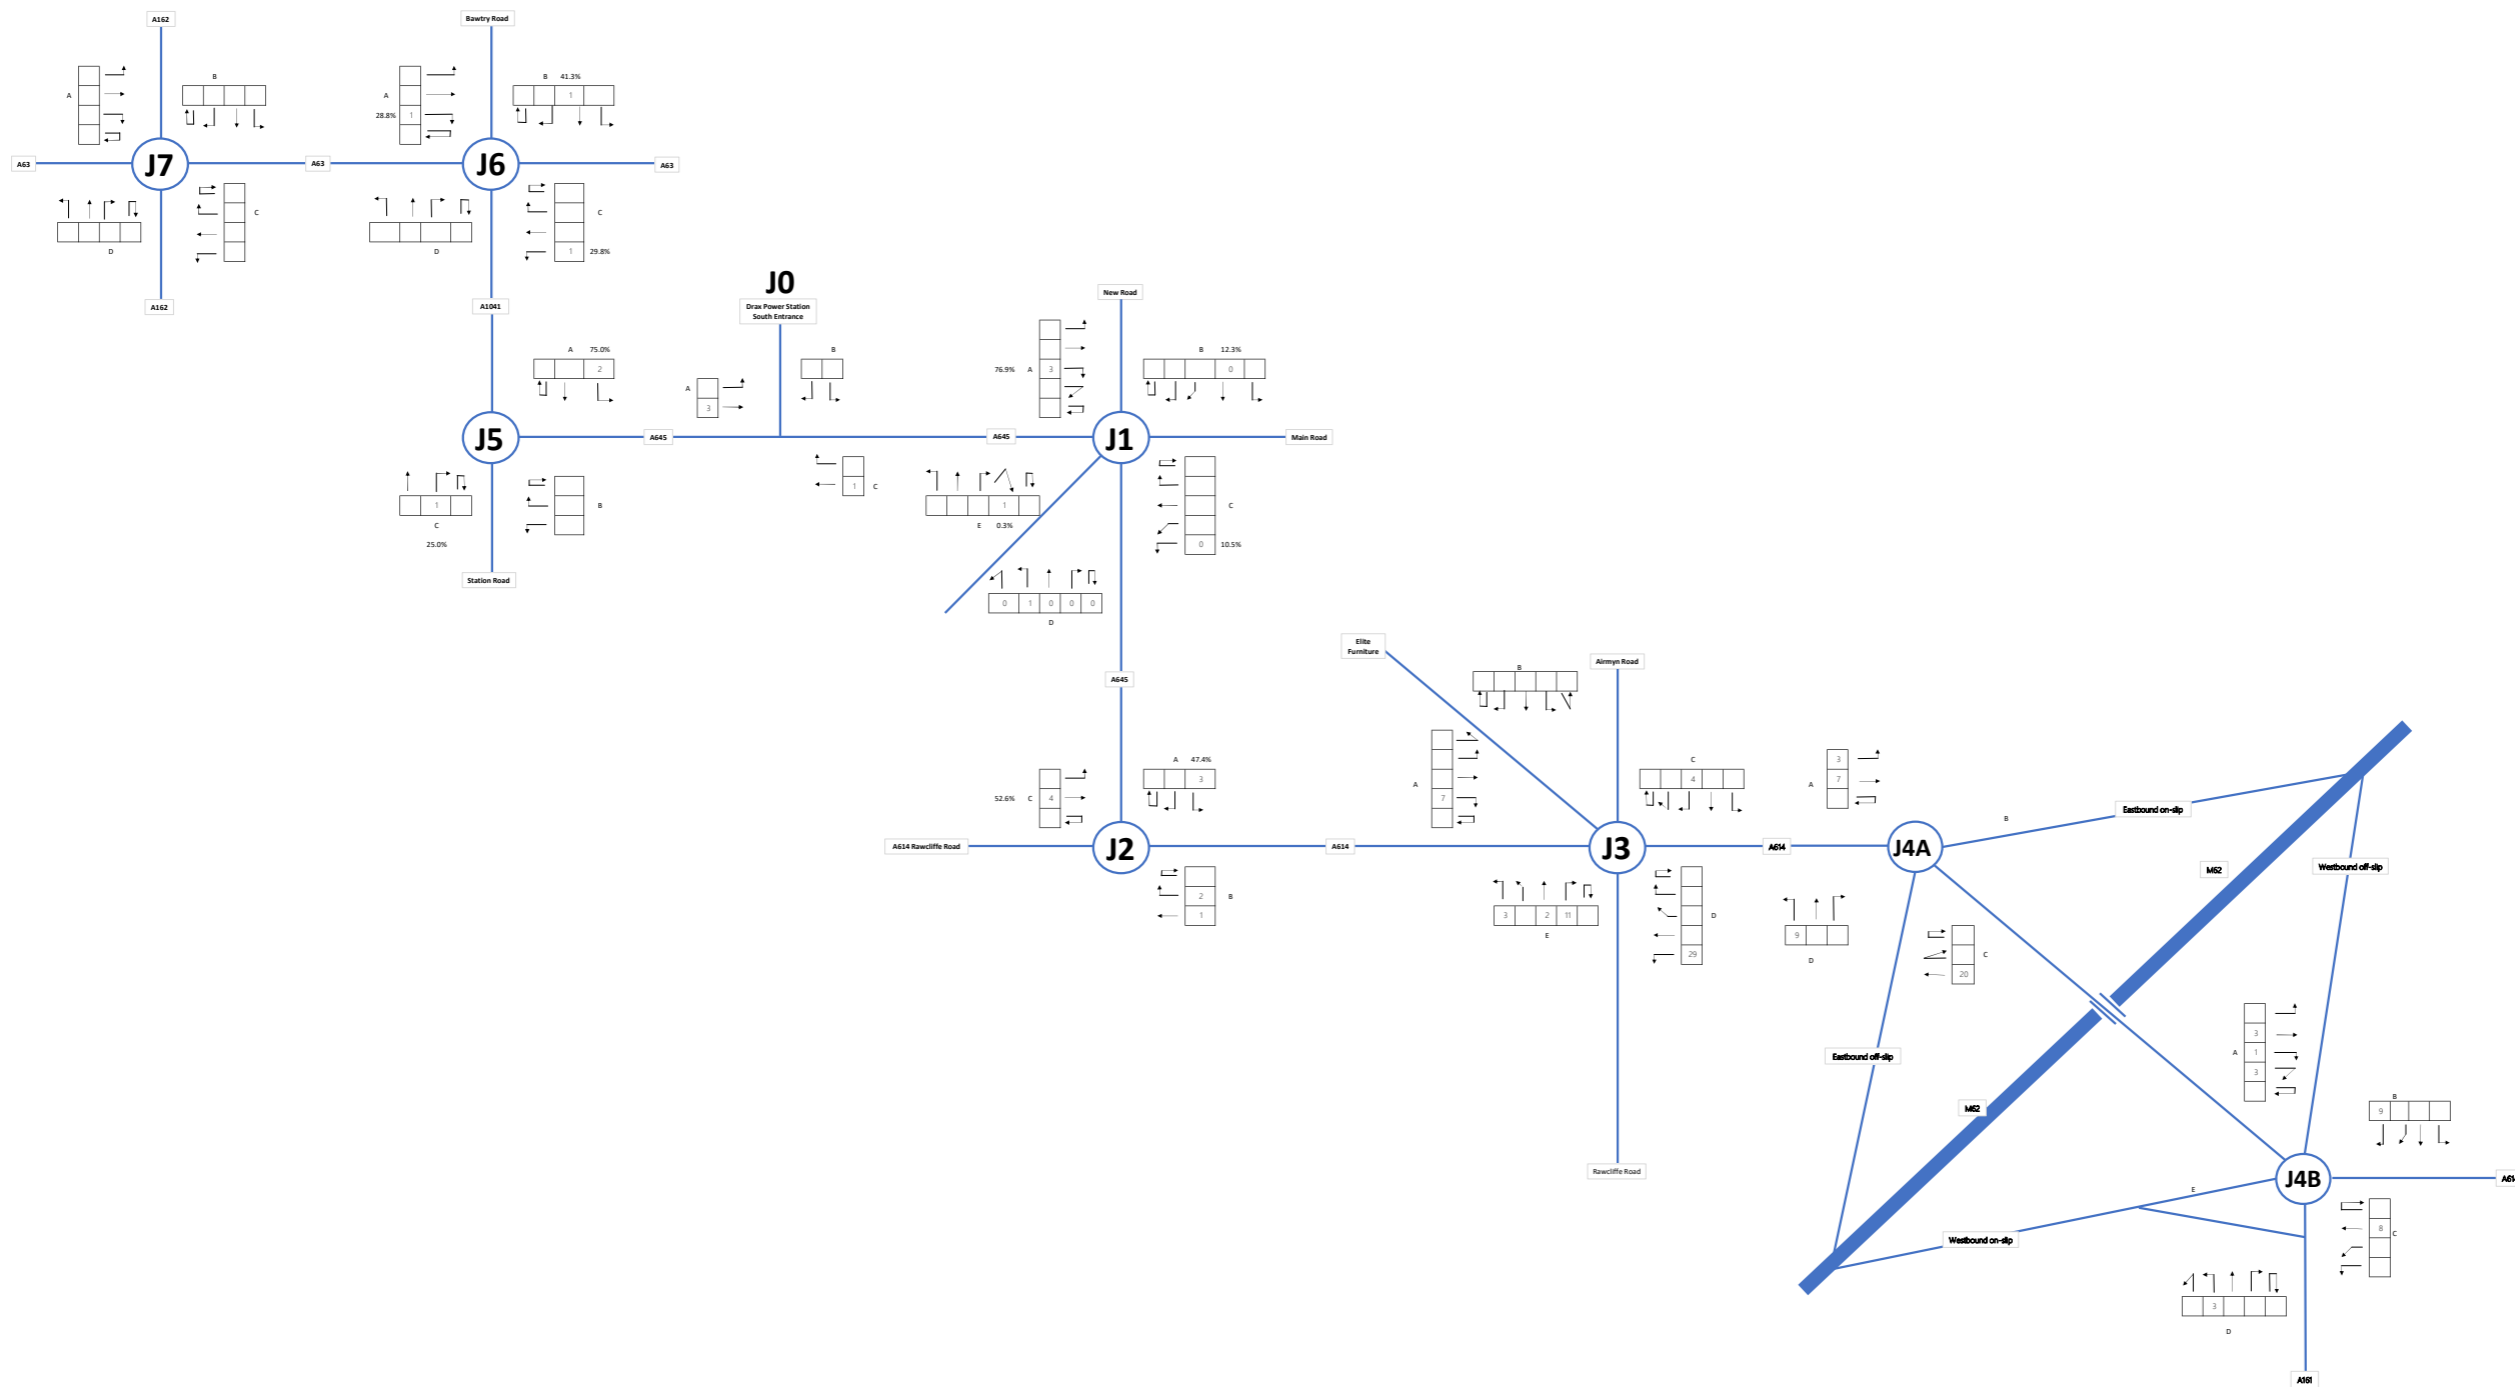 A162
Bawtry Road
B
A
B 41.3%
A
28.8% 1
1
J7
J6
A63
A63
A63
C
D
C
D
1 29.8%
A162
A1041
J0
Drax Power Station
South Entrance
New Road
A 75.0%
2
B
A
3
B 12.3%
0
76.9% A 3
J5
A645
A645
J1
Main Road
1 C
1
C
25.0%
B
1
E 0.3%
C
0 10.5%
Station Road
0 1 0 0 0
D
Elite
Furniture
Airmyn Road
B
A645
A 47.4%
3
52.6% C 4
A
7
C
4
3
A 7
A614 Rawcliffe Road
J2
A614
J3
A614
J4A
B
Eastbound on-slip
M62
Westbound off-slip
2 B
1
3 2 11
E
D
29
9
D
C
20
Eastbound off-slip
3
A 1
3
M62
B
9
Rawcliffe Road
J4B
E
Westbound on-slip
8
C
3
D
A161